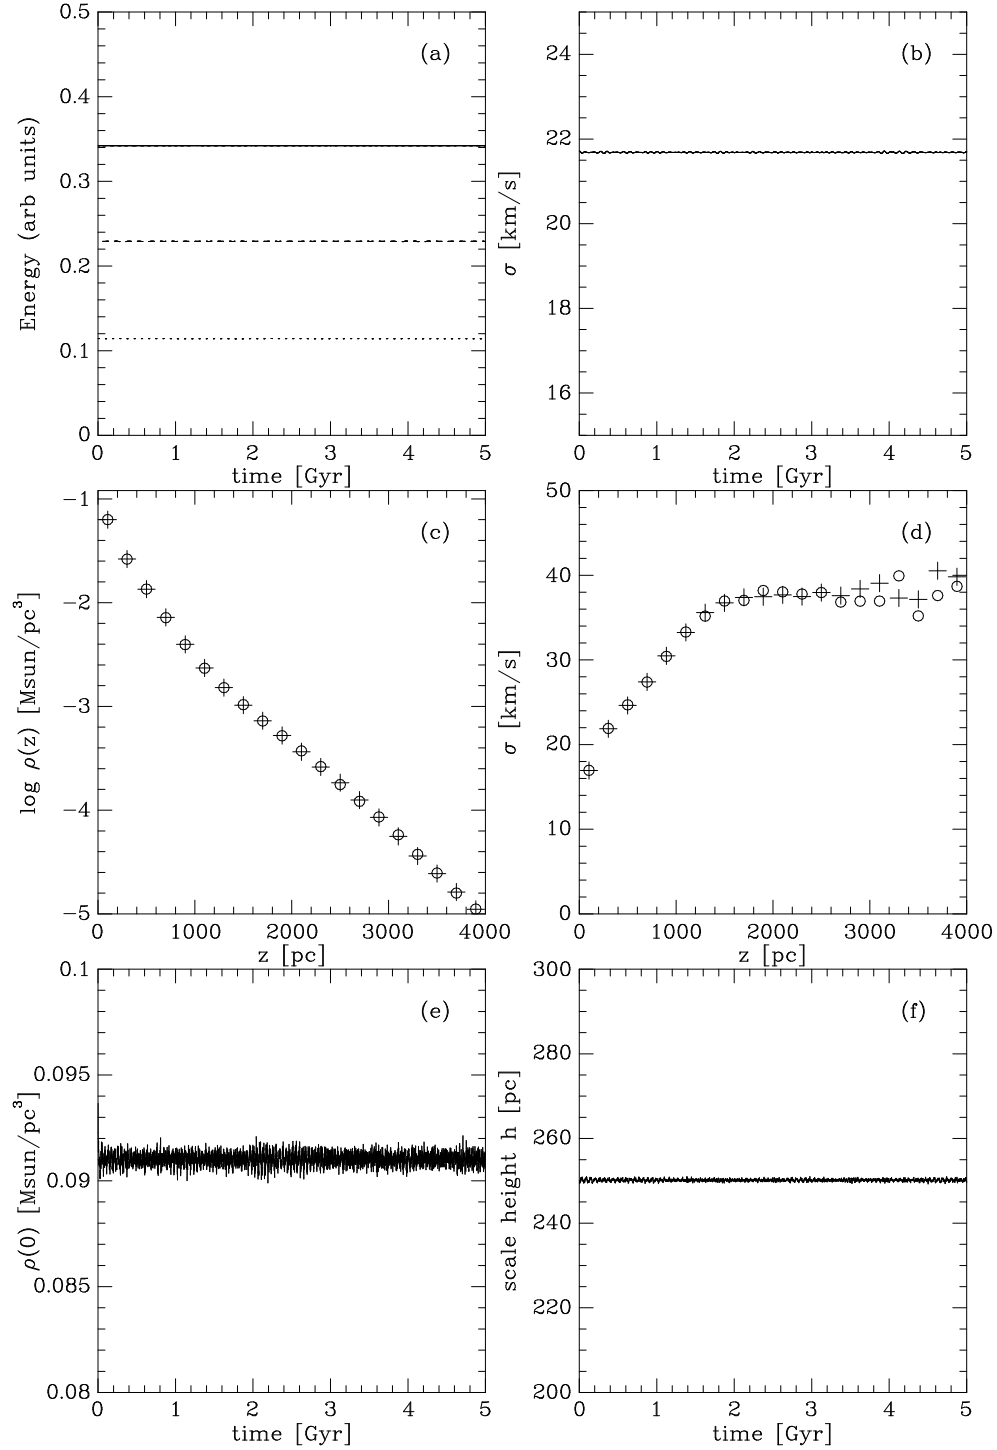 (a)
0.5
0.4
0.3
0.2
0.1
0
Energy (arb units)
0 1 2 3 4 5
time [Gyr]
(b)
24
22
20
18
16
σ [km/s]
0 1 2 3 4 5
time [Gyr]
(c)
−1
−2
−3
−4
−5
log ρ(z) [Msun/pc³]
0 1000 2000 3000 4000
z [pc]
(d)
50
40
30
20
10
0
σ [km/s]
0 1000 2000 3000 4000
z [pc]
(e)
0.1
0.095
0.09
0.085
0.08
ρ(0) [Msun/pc³]
0 1 2 3 4 5
time [Gyr]
(f)
300
280
260
240
220
200
scale height h [pc]
0 1 2 3 4 5
time [Gyr]